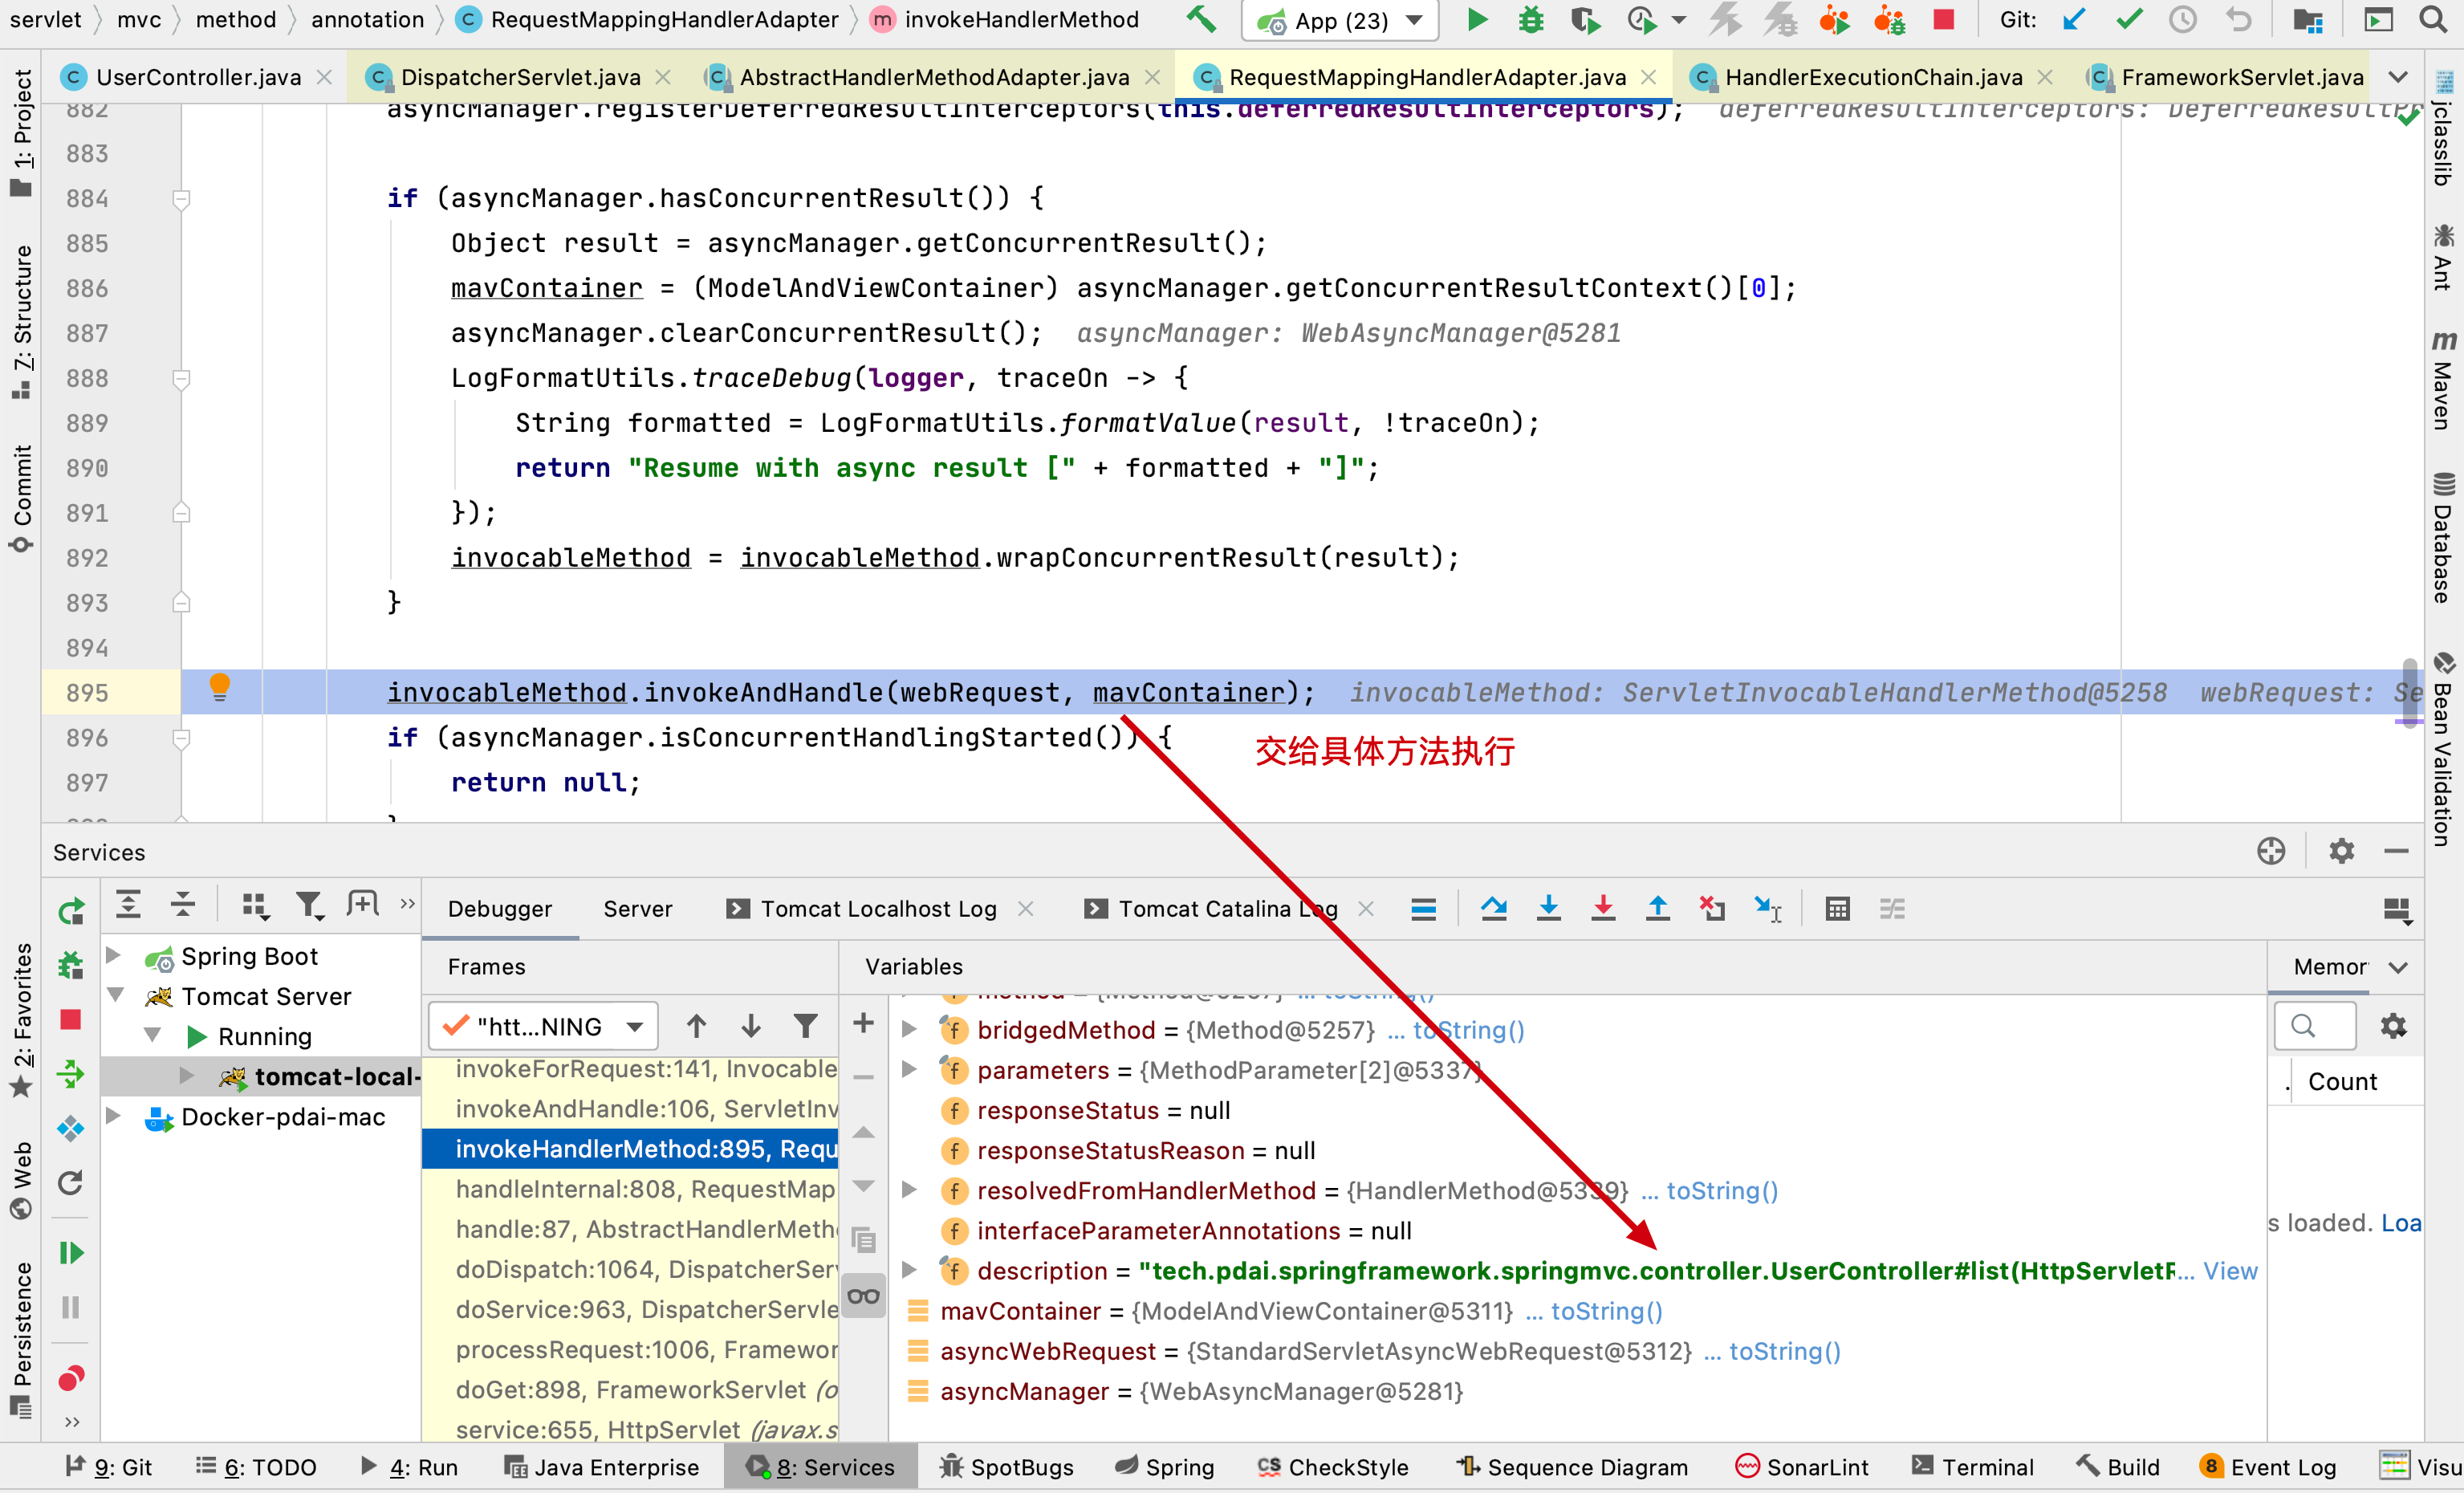 servlet mvc method annotation RequestMappingHandlerAdapter invokeHandlerMethod App (23) Git:
UserController.java DispatcherServlet.java AbstractHandlerMethodAdapter.java RequestMappingHandlerAdapter.java HandlerExecutionChain.java FrameworkServlet.java
882 asyncManager.registerDeferredResultInterceptors(this.deferredResultInterceptors); deferredResultInterceptors: DeferredResultPr
883
884 if (asyncManager.hasConcurrentResult()) {
885 Object result = asyncManager.getConcurrentResult();
886 mavContainer = (ModelAndViewContainer) asyncManager.getConcurrentResultContext()[0];
887 asyncManager.clearConcurrentResult(); asyncManager: WebAsyncManager@5281
888 LogFormatUtils.traceDebug(logger, traceOn -> {
889 String formatted = LogFormatUtils.formatValue(result, !traceOn);
890 return "Resume with async result [" + formatted + "]";
891 });
892 invocableMethod = invocableMethod.wrapConcurrentResult(result);
893 }
894
895 invocableMethod.invokeAndHandle(webRequest, mavContainer); invocableMethod: ServletInvocableHandlerMethod@5258 webRequest: Se
896 if (asyncManager.isConcurrentHandlingStarted()) {
交给具体方法执行
897 return null;
1: Project
7: Structure
Commit
2: Favorites
Web
Persistence
jclasslib
Ant
Maven
Database
Bean Validation
Services
Debugger Server Tomcat Localhost Log Tomcat Catalina Log
Spring Boot
Tomcat Server
Running
tomcat-local-
Docker-pdai-mac
Frames
"htt...NING
invokeForRequest:141, Invocable
invokeAndHandle:106, ServletInv
invokeHandlerMethod:895, Requ
handleInternal:808, RequestMap
handle:87, AbstractHandlerMeth
doDispatch:1064, DispatcherSer
doService:963, DispatcherServle
processRequest:1006, Framewor
doGet:898, FrameworkServlet (o
service:655, HttpServlet (javax.s
Variables
method = {Method@5257} ... toString()
bridgedMethod = {Method@5257} ... toString()
parameters = {MethodParameter[2]@5337}
responseStatus = null
responseStatusReason = null
resolvedFromHandlerMethod = {HandlerMethod@5339} ... toString()
interfaceParameterAnnotations = null
description = "tech.pdai.springframework.springmvc.controller.UserController#list(HttpServletR... View
mavContainer = {ModelAndViewContainer@5311} ... toString()
asyncWebRequest = {StandardServletAsyncWebRequest@5312} ... toString()
asyncManager = {WebAsyncManager@5281}
Memor
Count
s loaded. Loa
9: Git 6: TODO 4: Run Java Enterprise 8: Services SpotBugs Spring CheckStyle Sequence Diagram SonarLint Terminal Build 8 Event Log Visu